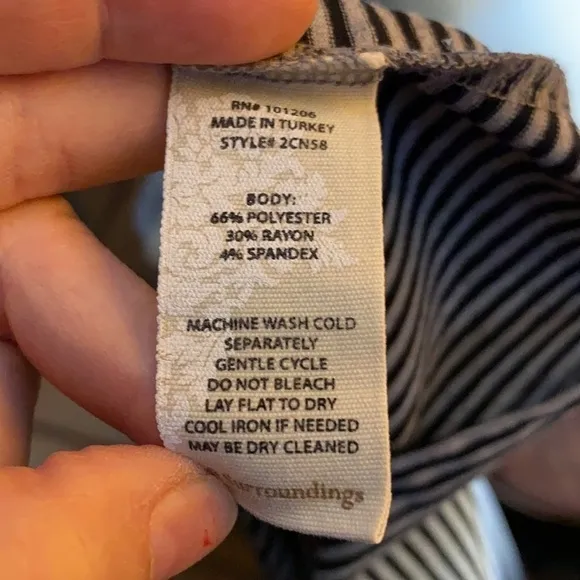 RN# 101206
MADE IN TURKEY
STYLE# 2CN58
BODY:
66% POLYESTER
30% RAYON
4% SPANDEX
MACHINE WASH COLD
SEPARATELY
GENTLE CYCLE
DO NOT BLEACH
LAY FLAT TO DRY
COOL IRON IF NEEDED
MAY BE DRY CLEANED